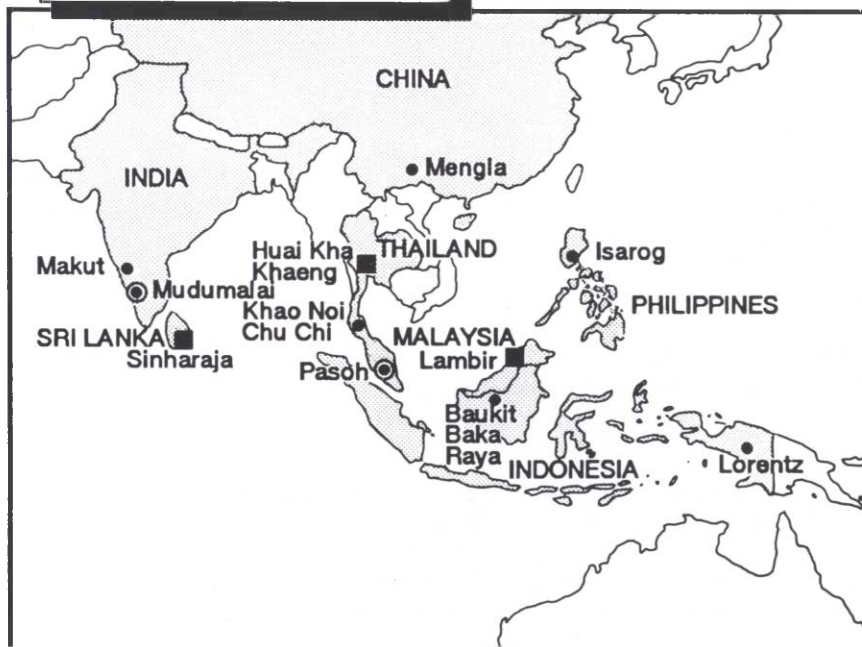 CHINA
Mengla
INDIA
Huai Kha
Khaeng
THAILAND
Isarog
Makut
Mudumalai
Khao Noi
Chu Chi
PHILIPPINES
SRI LANKA
Sinharaja
MALAYSIA
Lambir
Pasoh
Baukit
Baka
Raya
INDONESIA
Lorentz